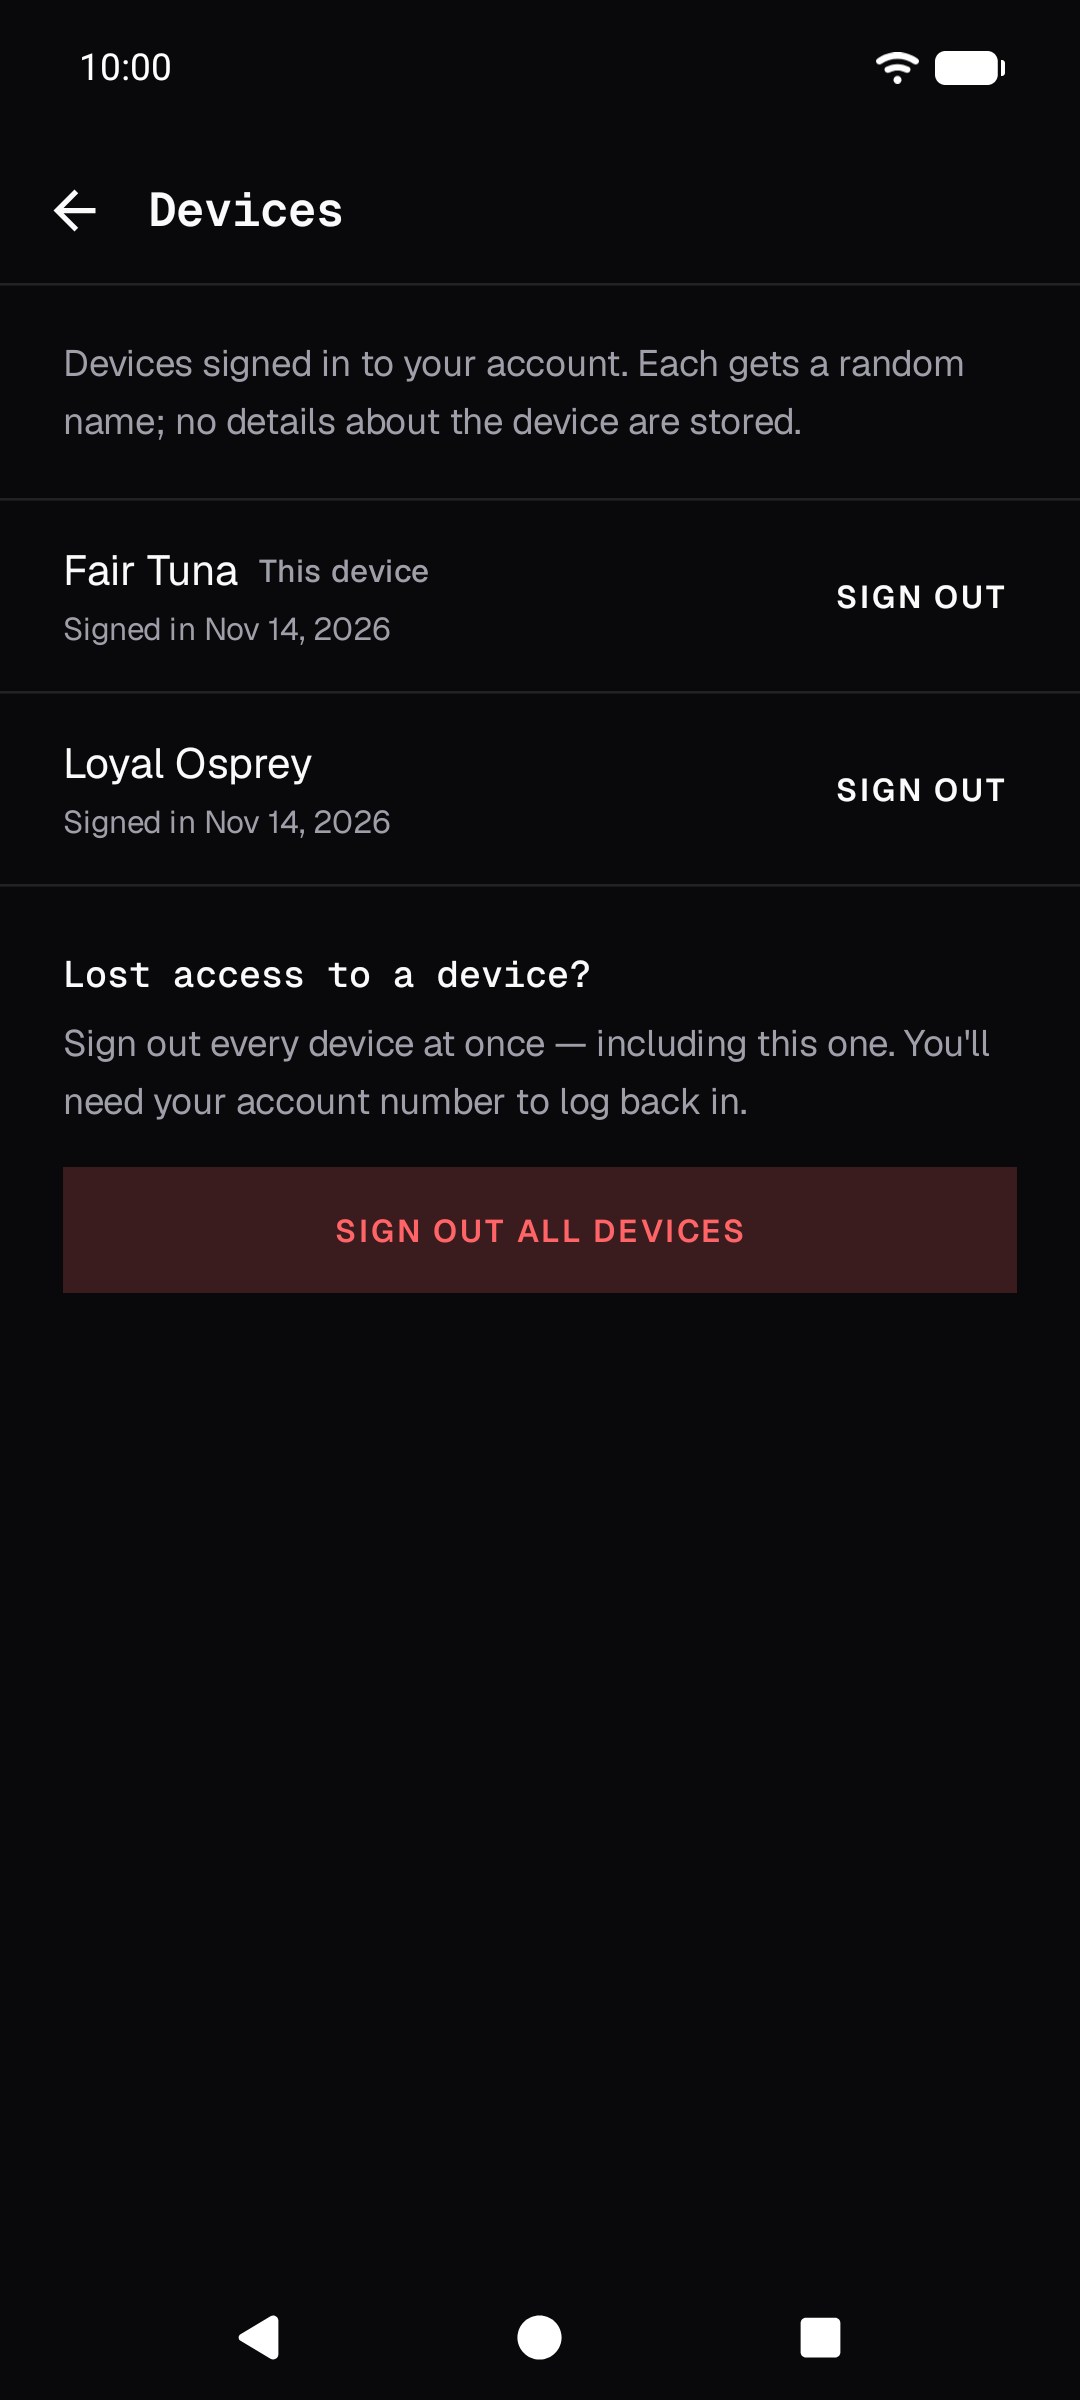 10:00
Devices
Devices signed in to your account. Each gets a random
name; no details about the device are stored.
Fair Tuna This device
SIGN OUT
Signed in Nov 14, 2026
Loyal Osprey
SIGN OUT
Signed in Nov 14, 2026
Lost access to a device?
Sign out every device at once — including this one. You'll
need your account number to log back in.
SIGN OUT ALL DEVICES